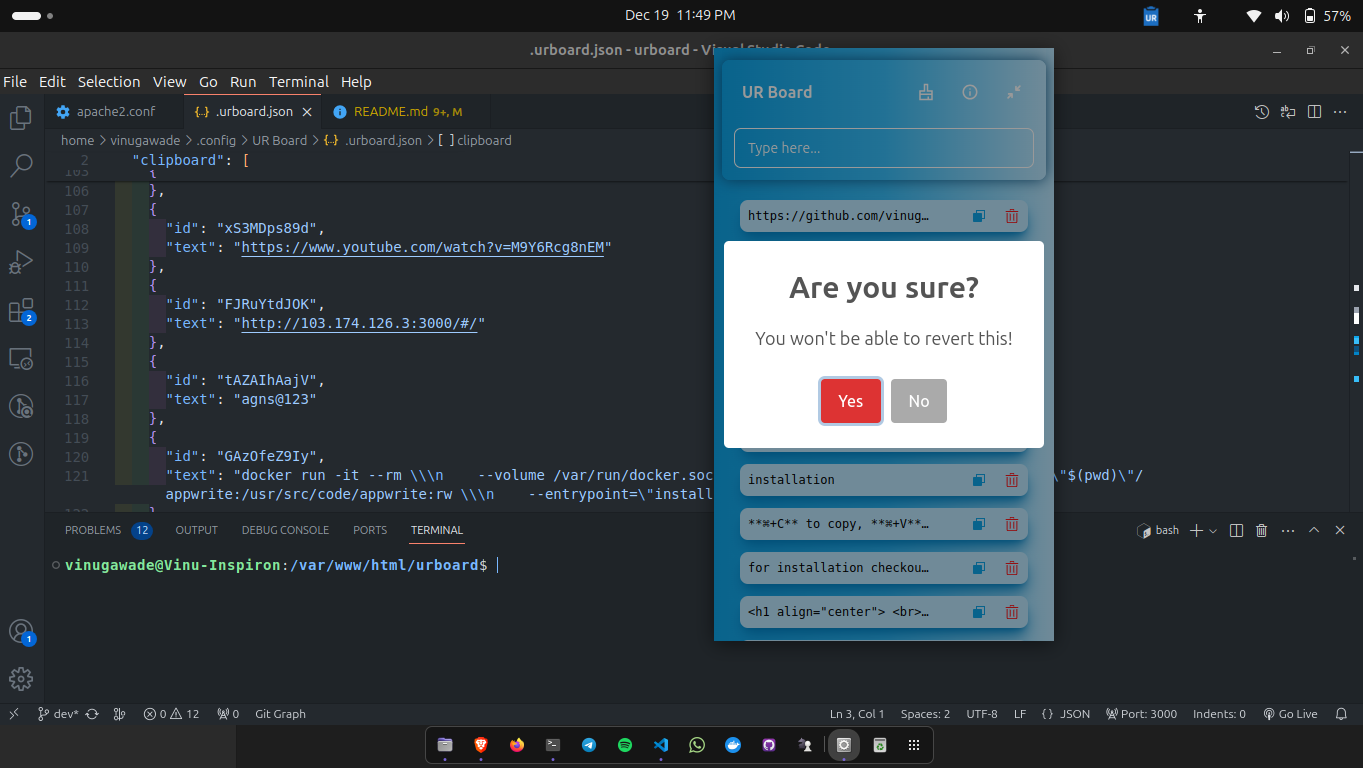 Dec 19 11:49 PM
UR
57%
.urboard.json - urboard - Visual Studio Code
File Edit Selection View Go Run Terminal Help
apache2.conf
{..} .urboard.json
README.md 9+, M
home > vinugawade > .config > UR Board > {..} .urboard.json > [ ] clipboard
2 "clipboard": [
103 {
106 },
107 {
108 "id": "xS3MDps89d",
109 "text": "https://www.youtube.com/watch?v=M9Y6Rcg8nEM"
110 },
111 {
112 "id": "FJRuYtdJOK",
113 "text": "http://103.174.126.3:3000/#/"
114 },
115 {
116 "id": "tAZAIhAajV",
117 "text": "agns@123"
118 },
119 {
120 "id": "GAzOfeZ9Iy",
121 "text": "docker run -it --rm \\\n    --volume /var/run/docker.soc
\"$(pwd)\"/
appwrite:/usr/src/code/appwrite:rw \\\n    --entrypoint=\"instal
UR Board
Type here...
https://github.com/vinug…
Are you sure?
You won't be able to revert this!
Yes
No
installation
**⌘+C** to copy, **⌘+V**…
for installation checkou…
<h1 align="center"> <br>…
1
2
1
PROBLEMS 12 OUTPUT DEBUG CONSOLE PORTS TERMINAL
bash
vinugawade@Vinu-Inspiron:/var/www/html/urboard$
dev* 0 12 0 Git Graph
Ln 3, Col 1 Spaces: 2 UTF-8 LF {} JSON Port: 3000 Indents: 0 Go Live